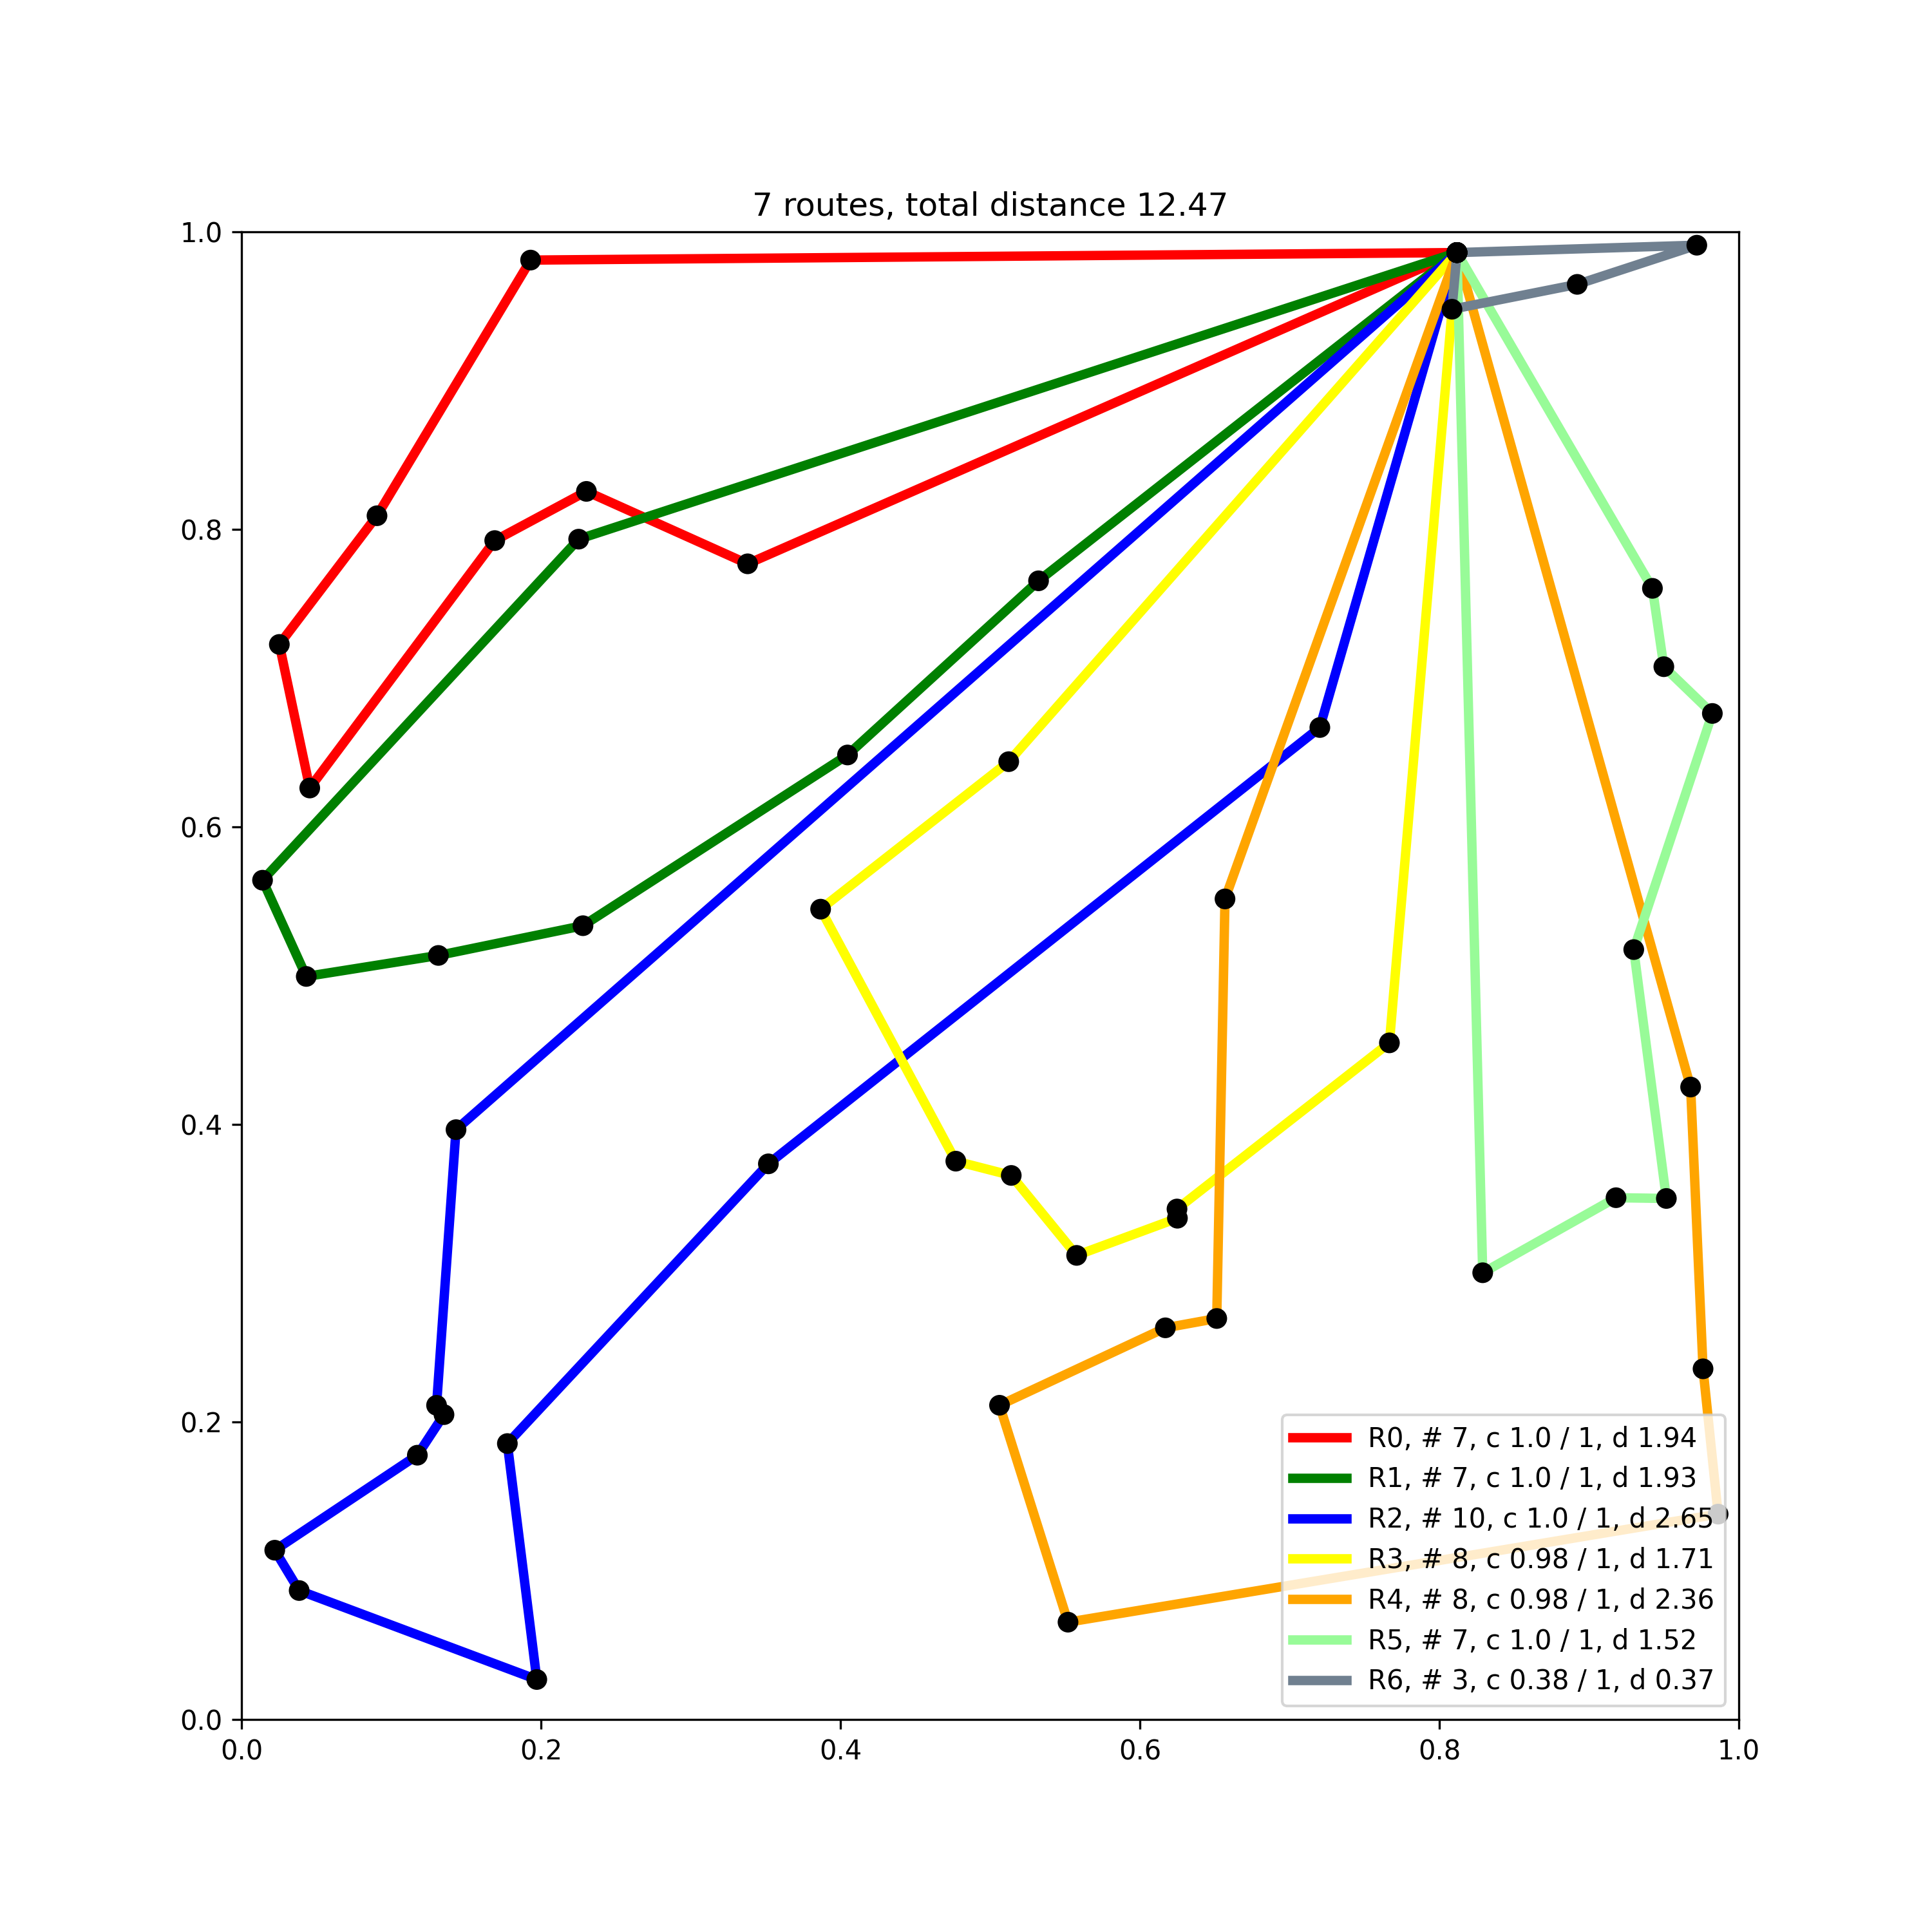 7 routes, total distance 12.47
1.0
0.8
0.6
0.4
0.2
0.0
0.0 0.2 0.4 0.6 0.8 1.0
R0, # 7, c 1.0 / 1, d 1.94
R1, # 7, c 1.0 / 1, d 1.93
R2, # 10, c 1.0 / 1, d 2.65
R3, # 8, c 0.98 / 1, d 1.71
R4, # 8, c 0.98 / 1, d 2.36
R5, # 7, c 1.0 / 1, d 1.52
R6, # 3, c 0.38 / 1, d 0.37